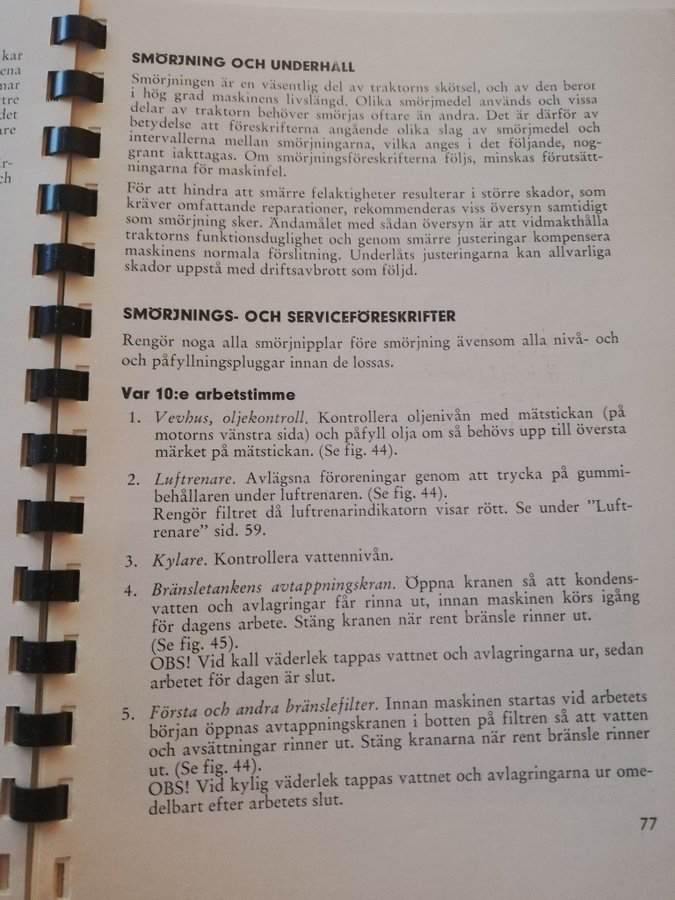 kar
ena
nar
tre
det
are
ir-
ch
SMÖRJNING OCH UNDERHÅLL
Smörjningen är en väsentlig del av traktorns skötsel, och av den beror
i hög grad maskinens livslängd. Olika smörjmedel används och vissa
delar av traktorn behöver smörjas oftare än andra. Det är därför av
betydelse att föreskrifterna angående olika slag av smörjmedel och
intervallerna mellan smörjningarna, vilka anges i det följande, nog-
grant iakttagas. Om smörjningsföreskrifterna följs, minskas förutsätt-
ningarna för maskinfel.
För att hindra att smärre felaktigheter resulterar i större skador, som
kräver omfattande reparationer, rekommenderas viss översyn samtidigt
som smörjning sker. Ändamålet med sådan översyn är att vidmakthålla
traktorns funktionsduglighet och genom smärre justeringar kompensera
maskinens normala förslitning. Underlåts justeringarna kan allvarliga
skador uppstå med driftsavbrott som följd.
SMÖRJNINGS- OCH SERVICEFÖRESKRIFTER
Rengör noga alla smörjnipplar före smörjning ävensom alla nivå- och
och påfyllningspluggar innan de lossas.
Var 10:e arbetstimme
1. Vevhus, oljekontroll. Kontrollera oljenivån med mätstickan (på
motorns vänstra sida) och påfyll olja om så behövs upp till översta
märket på mätstickan. (Se fig. 44).
2. Luftrenare. Avlägsna föroreningar genom att trycka på gummi-
behållaren under luftrenaren. (Se fig. 44).
Rengör filtret då luftrenarindikatorn visar rött. Se under ”Luft-
renare” sid. 59.
3. Kylare. Kontrollera vattennivån.
4. Bränsletankens avtappningskran. Öppna kranen så att kondens-
vatten och avlagringar får rinna ut, innan maskinen körs igång
för dagens arbete. Stäng kranen när rent bränsle rinner ut.
(Se fig. 45).
OBS! Vid kall väderlek tappas vattnet och avlagringarna ur, sedan
arbetet för dagen är slut.
5. Första och andra bränslefilter. Innan maskinen startas vid arbetets
början öppnas avtappningskranen i botten på filtren så att vatten
och avsättningar rinner ut. Stäng kranarna när rent bränsle rinner
ut. (Se fig. 44).
OBS! Vid kylig väderlek tappas vattnet och avlagringarna ur ome-
delbart efter arbetets slut.
77